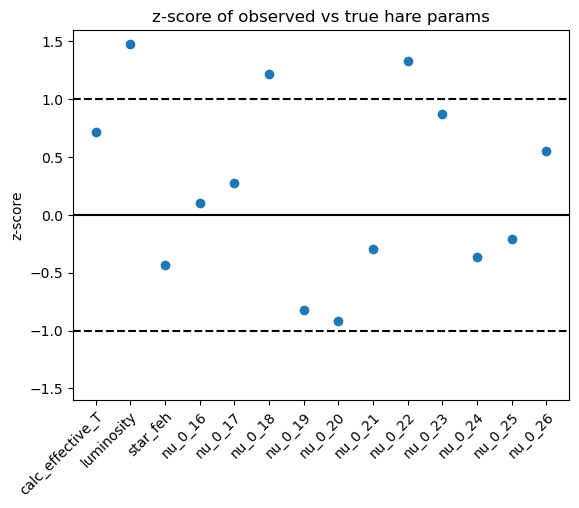 z-score of observed vs true hare params
z-score
1.5
1.0
0.5
0.0
−0.5
−1.0
−1.5
calc_effective_T
luminosity
star_feh
nu_0_16
nu_0_17
nu_0_18
nu_0_19
nu_0_20
nu_0_21
nu_0_22
nu_0_23
nu_0_24
nu_0_25
nu_0_26